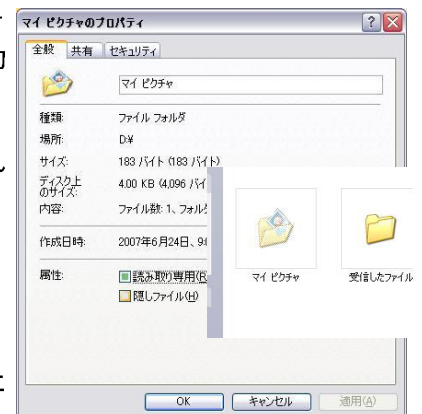 マイ ピクチャのプロパティ
全般
共有
セキュリティ
マイ ピクチャ
種類:
ファイル フォルダ
場所:
D:¥
サイズ:
183 バイト (183 バイト)
ディスク上
のサイズ:
4.00 KB (4,096 バイ
内容:
ファイル数: 1、フォル
作成日時:
2007年6月24日、9:
属性:
読み取り専用(R
隠しファイル(H)
マイ ピクチャ
受信したファイル
OK
キャンセル
適用(A)